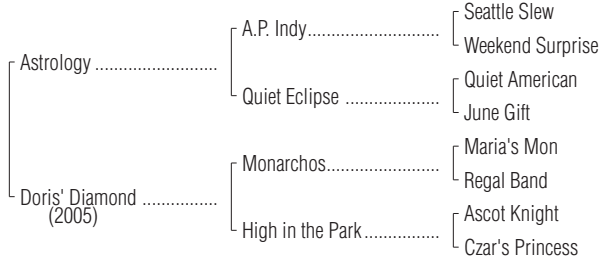 Seattle Slew
A.P. Indy............................
Weekend Surprise
Astrology ..........................
Quiet American
Quiet Eclipse ....................
June Gift
Maria's Mon
Monarchos........................
Regal Band
Doris' Diamond ................
(2005)
Ascot Knight
High in the Park................
Czar's Princess